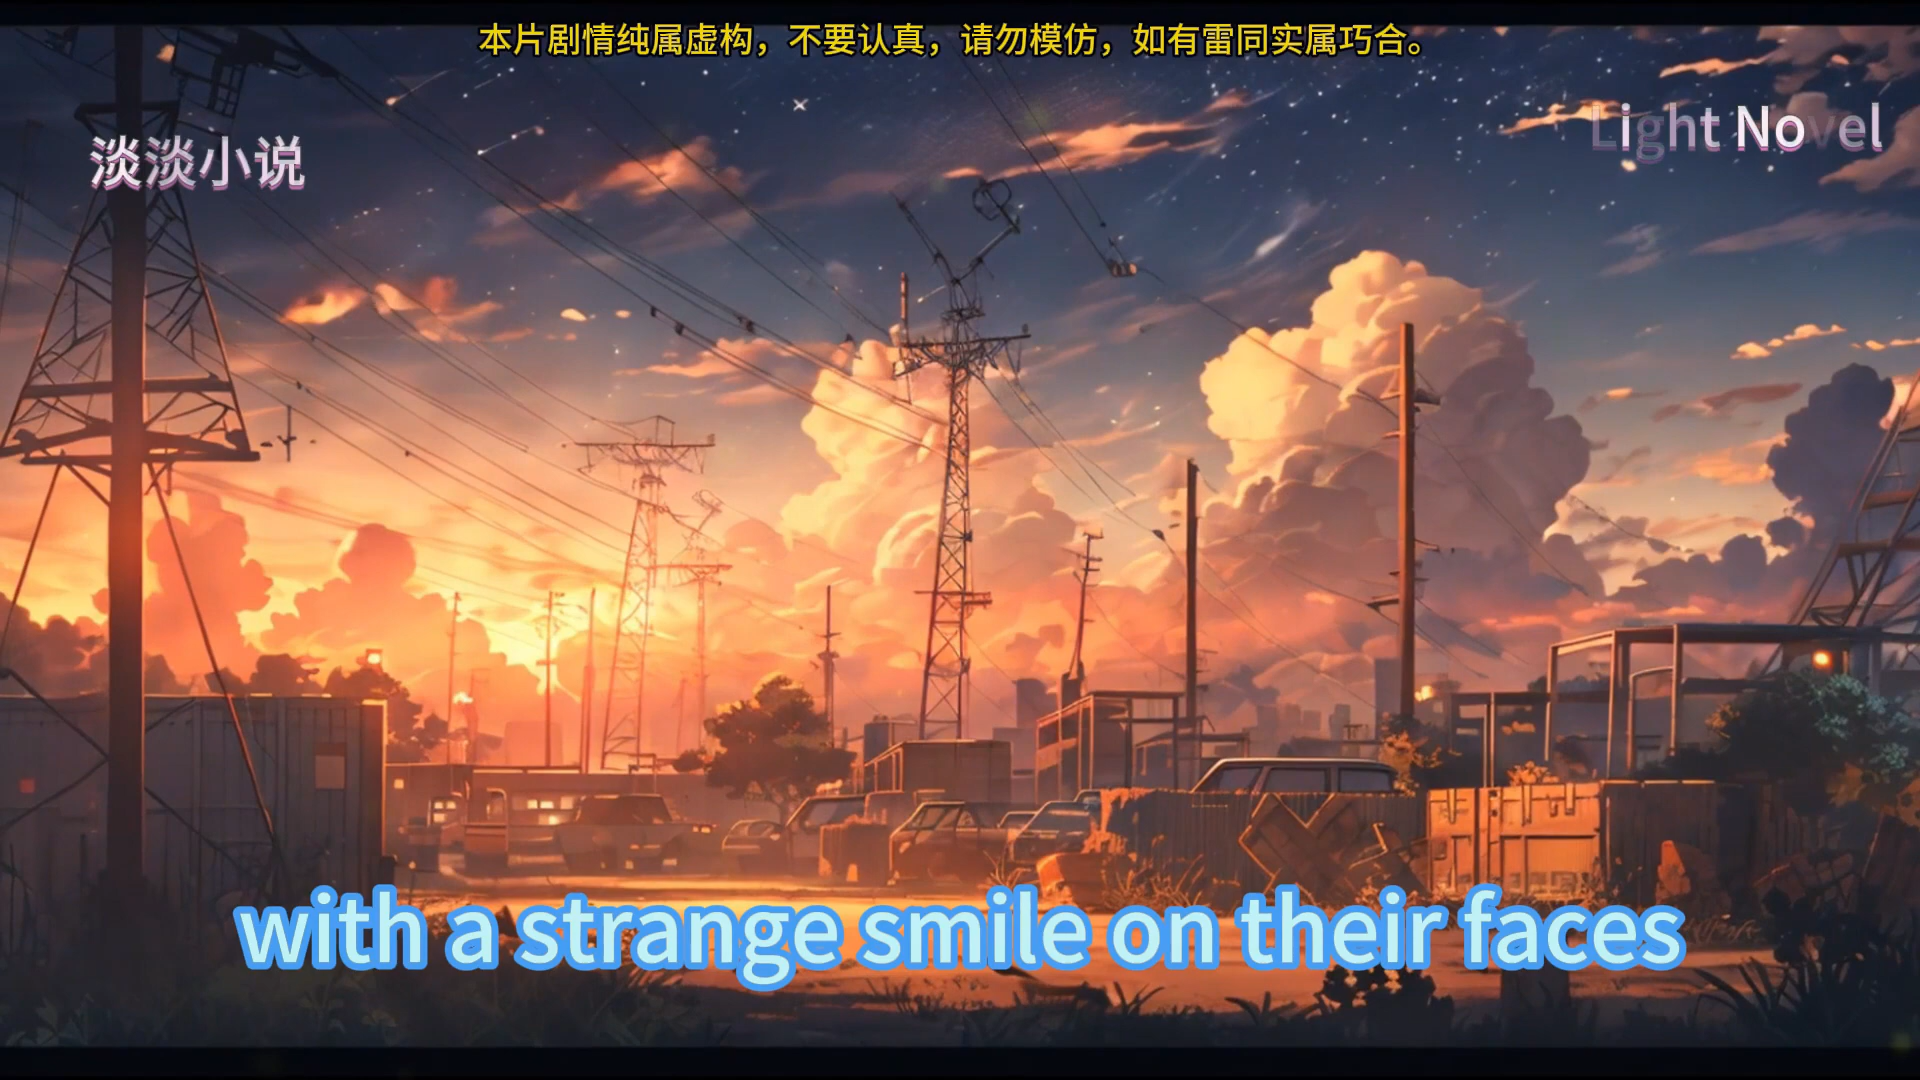 本片剧情纯属虚构，不要认真，请勿模仿，如有雷同实属巧合。
淡淡小说
Light Novel
with a strange smile on their faces